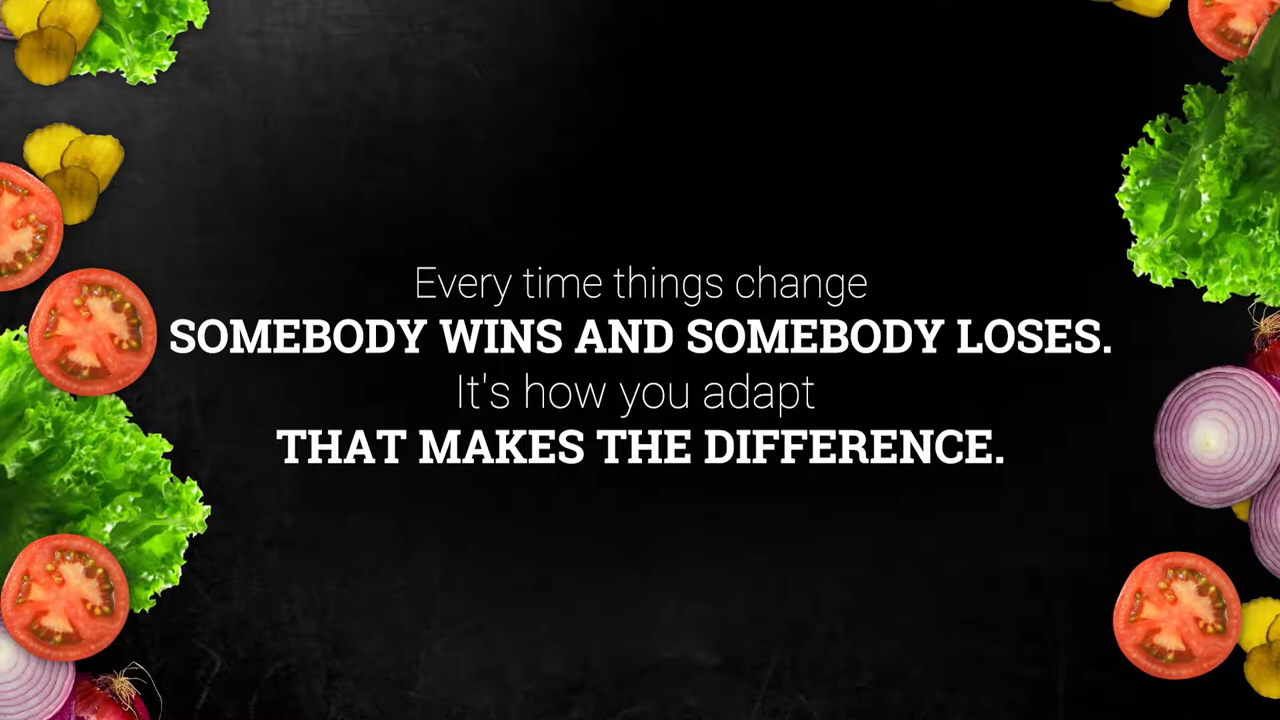 Every time things change
SOMEBODY WINS AND SOMEBODY LOSES.
It's how you adapt
THAT MAKES THE DIFFERENCE.